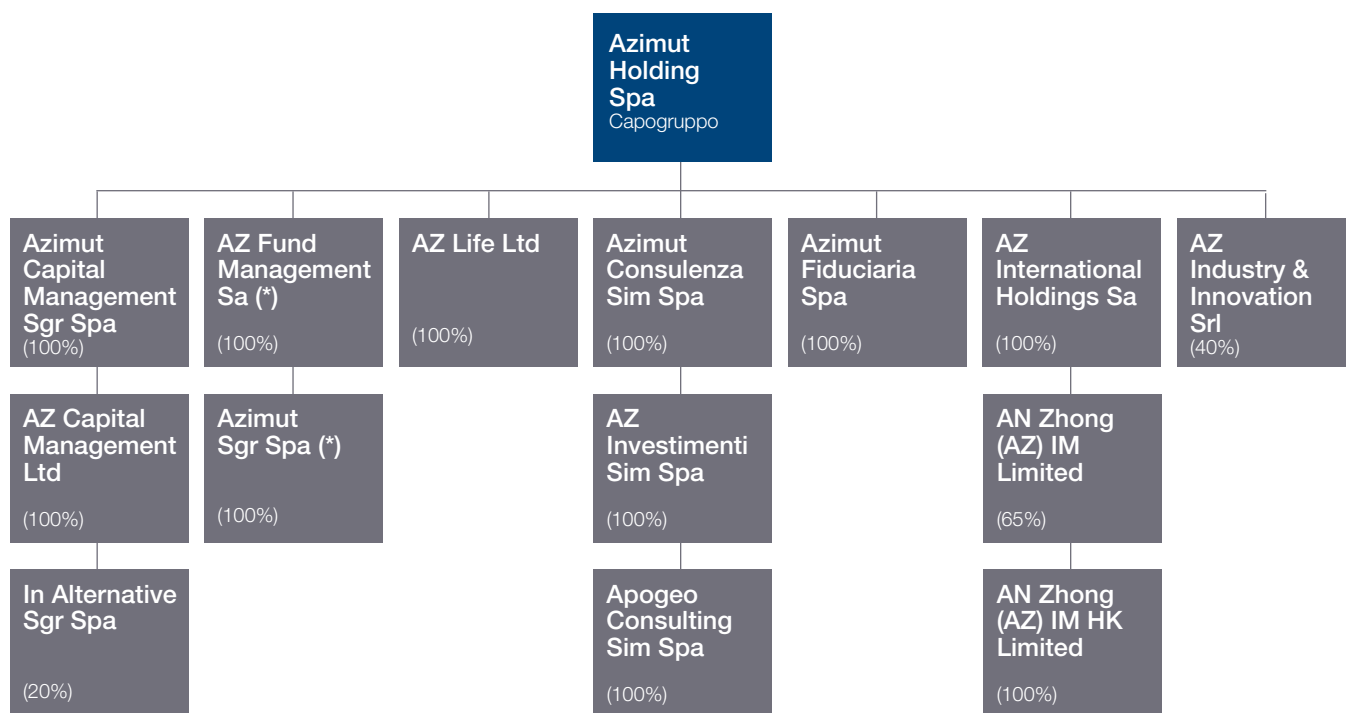 Azimut
Holding
Spa
Capogruppo
Azimut
Capital
Management
Sgr Spa
(100%)
AZ Fund
Management
Sa (*)
(100%)
AZ Life Ltd
(100%)
Azimut
Consulenza
Sim Spa
(100%)
Azimut
Fiduciaria
Spa
(100%)
AZ
International
Holdings Sa
(100%)
AZ
Industry &
Innovation
Srl
(40%)
AZ Capital
Management
Ltd
(100%)
Azimut
Sgr Spa (*)
(100%)
AZ
Investimenti
Sim Spa
(100%)
AN Zhong
(AZ) IM
Limited
(65%)
In Alternative
Sgr Spa
(20%)
Apogeo
Consulting
Sim Spa
(100%)
AN Zhong
(AZ) IM HK
Limited
(100%)